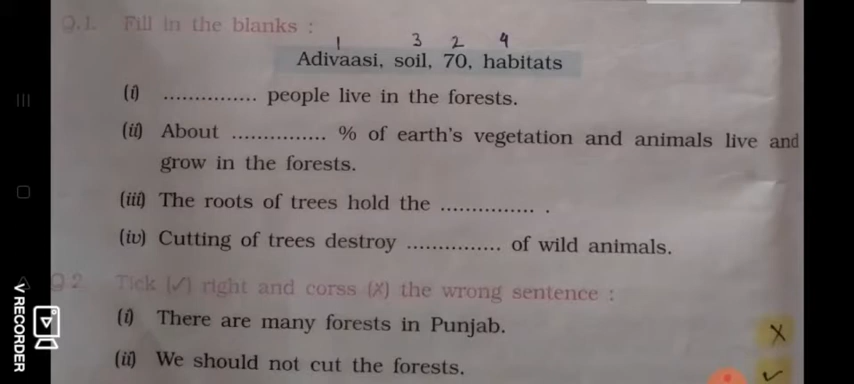 Q.1. Fill in the blanks :
1 3 2 4
Adivaasi, soil, 70, habitats
(i) ............... people live in the forests.
(ii) About ............... % of earth's vegetation and animals live and
grow in the forests.
(iii) The roots of trees hold the ............... .
(iv) Cutting of trees destroy ............... of wild animals.
Q 2. Tick (✓) right and corss (X) the wrong sentence :
(i) There are many forests in Punjab. X
(ii) We should not cut the forests. ✓
V RECORDER